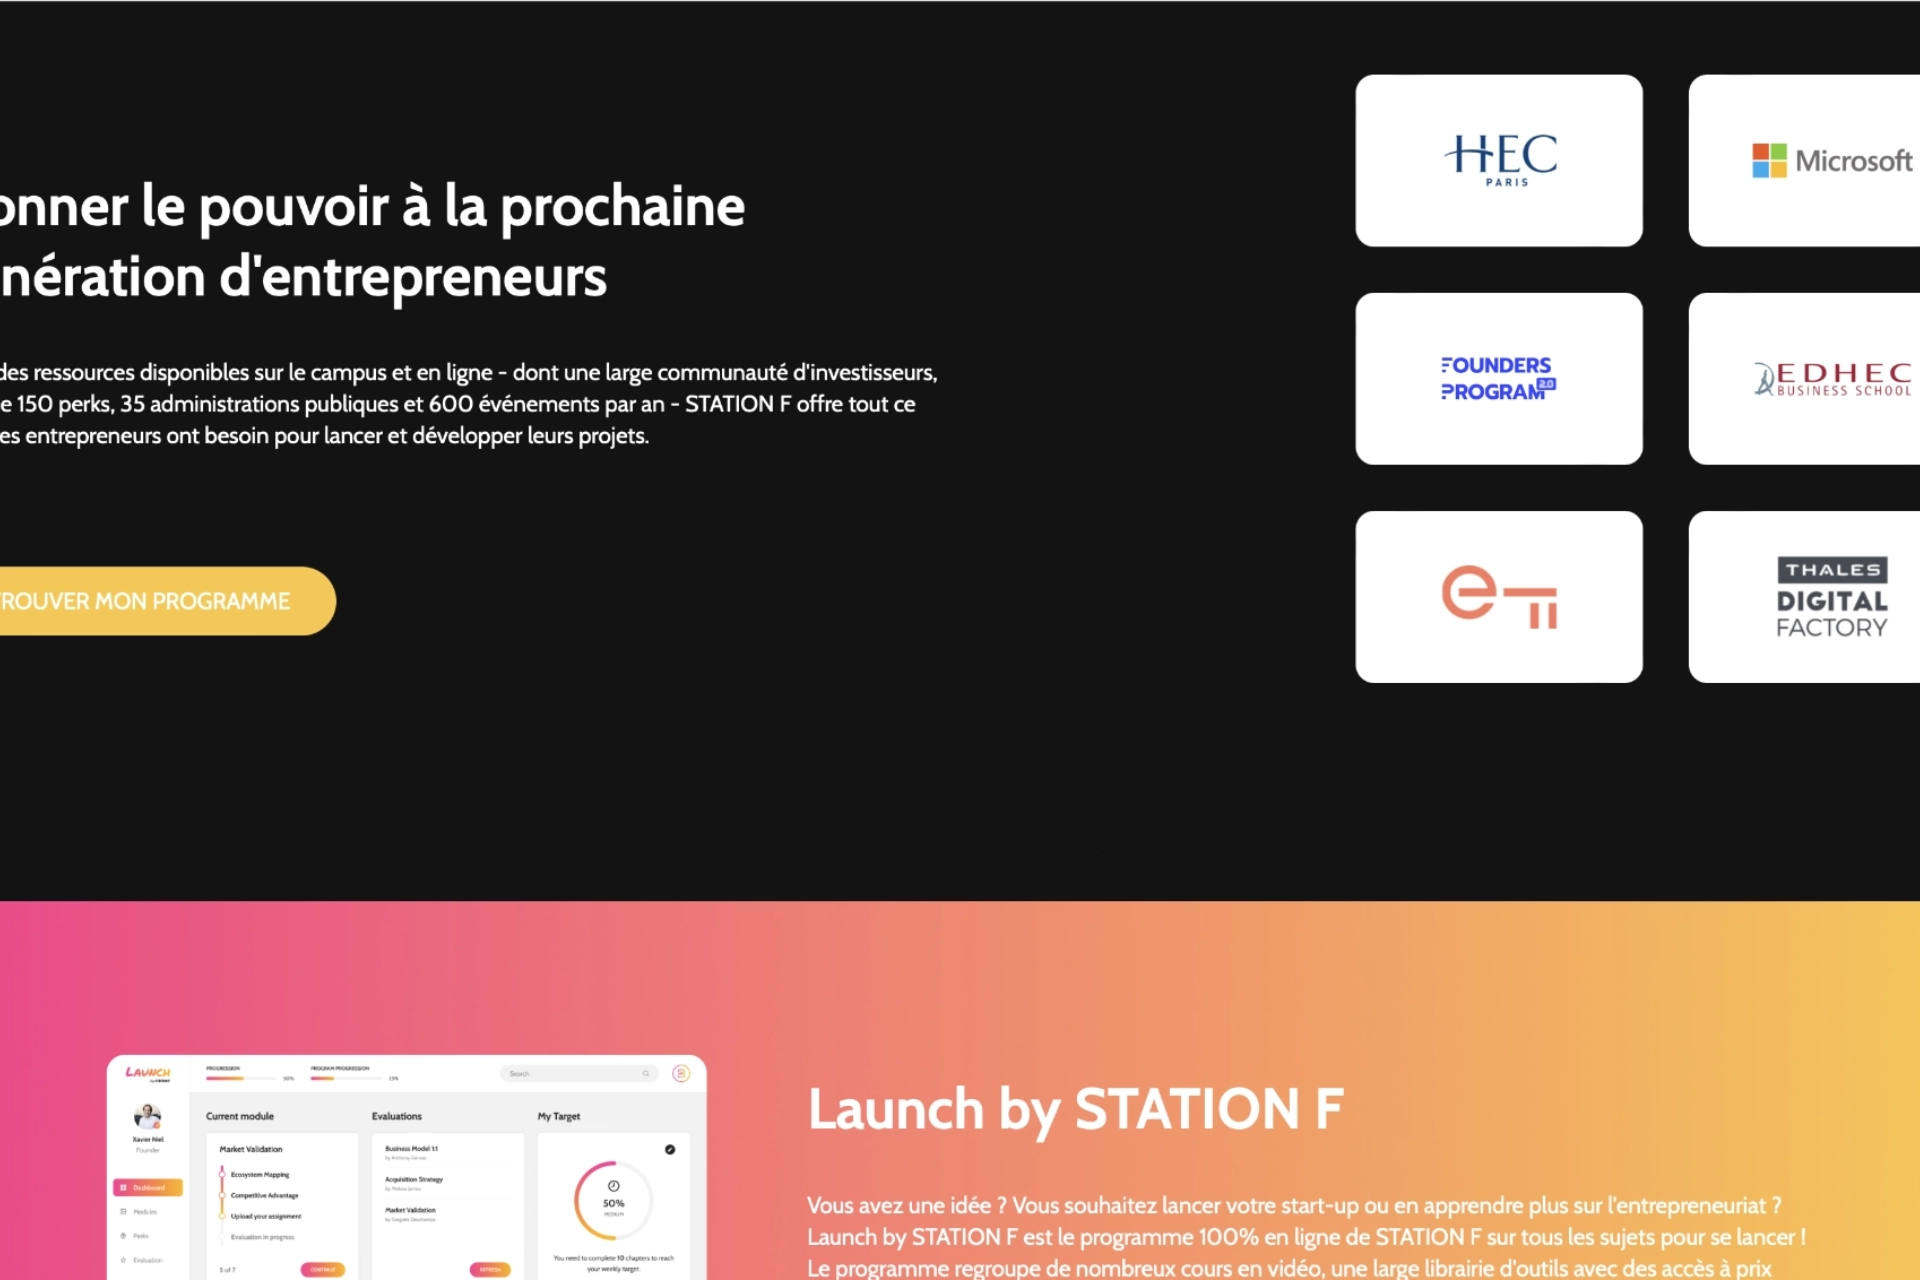 onner le pouvoir à la prochaine
nération d'entrepreneurs
des ressources disponibles sur le campus et en ligne - dont une large communauté d'investisseurs,
e 150 perks, 35 administrations publiques et 600 événements par an - STATION F offre tout ce
es entrepreneurs ont besoin pour lancer et développer leurs projets.
TROUVER MON PROGRAMME
HEC
PARIS
Microsoft
FOUNDERS
PROGRAM 2.0
EDHEC
BUSINESS SCHOOL
THALES
DIGITAL
FACTORY
LAUNCH
PROGRESSION
50%
PROGRAM PROGRESSION
Search
Xavier Niel
Founder
Dashboard
Modules
Perks
Evaluation
Current module
Market Validation
Ecosystem Mapping
Competitive Advantage
Upload your assignment
Evaluation in progress
5 of 7
CONTINUE
Evaluations
Business Model 1:1
Acquisition Strategy
Market Validation
REFRESH
My Target
50%
MEDIUM
You need to complete 10 chapters to reach
your weekly target.
Launch by STATION F
Vous avez une idée ? Vous souhaitez lancer votre start-up ou en apprendre plus sur l'entrepreneuriat ?
Launch by STATION F est le programme 100% en ligne de STATION F sur tous les sujets pour se lancer !
Le programme regroupe de nombreux cours en vidéo, une large librairie d'outils avec des accès à prix